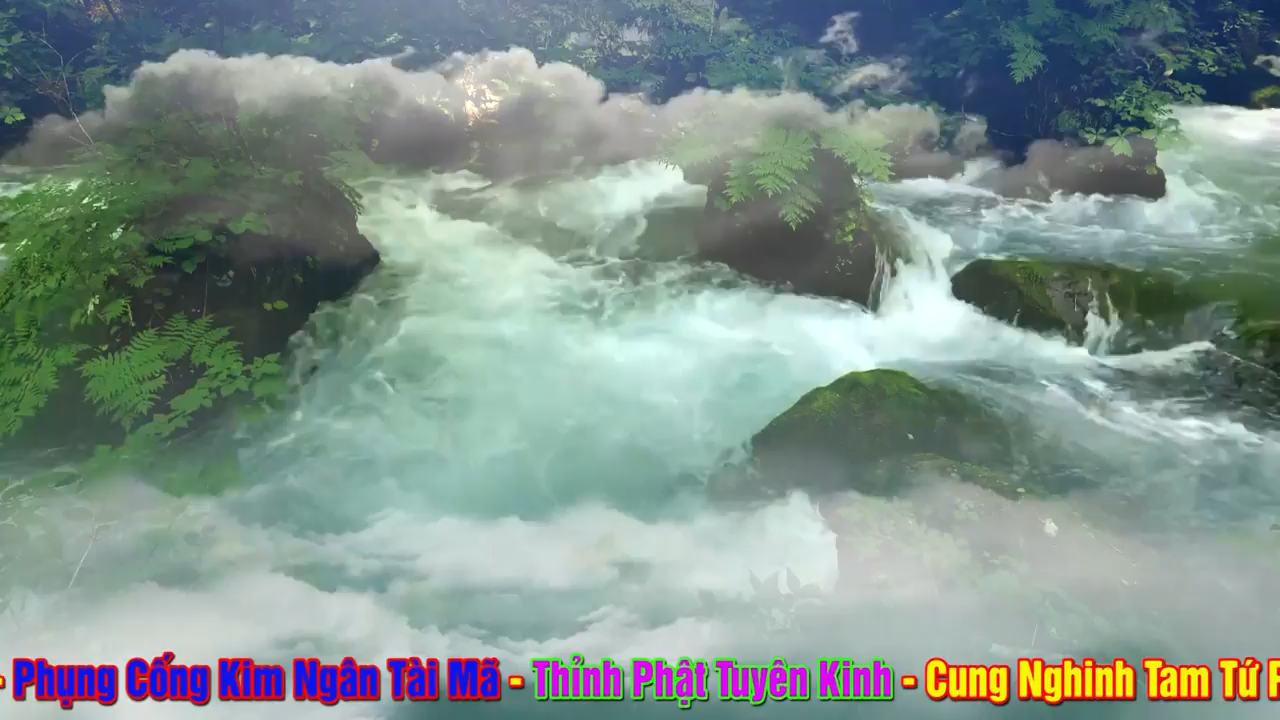 - Phụng Cống Kim Ngân Tài Mã - Thỉnh Phật Tuyên Kinh - Cung Nghinh Tam Tứ